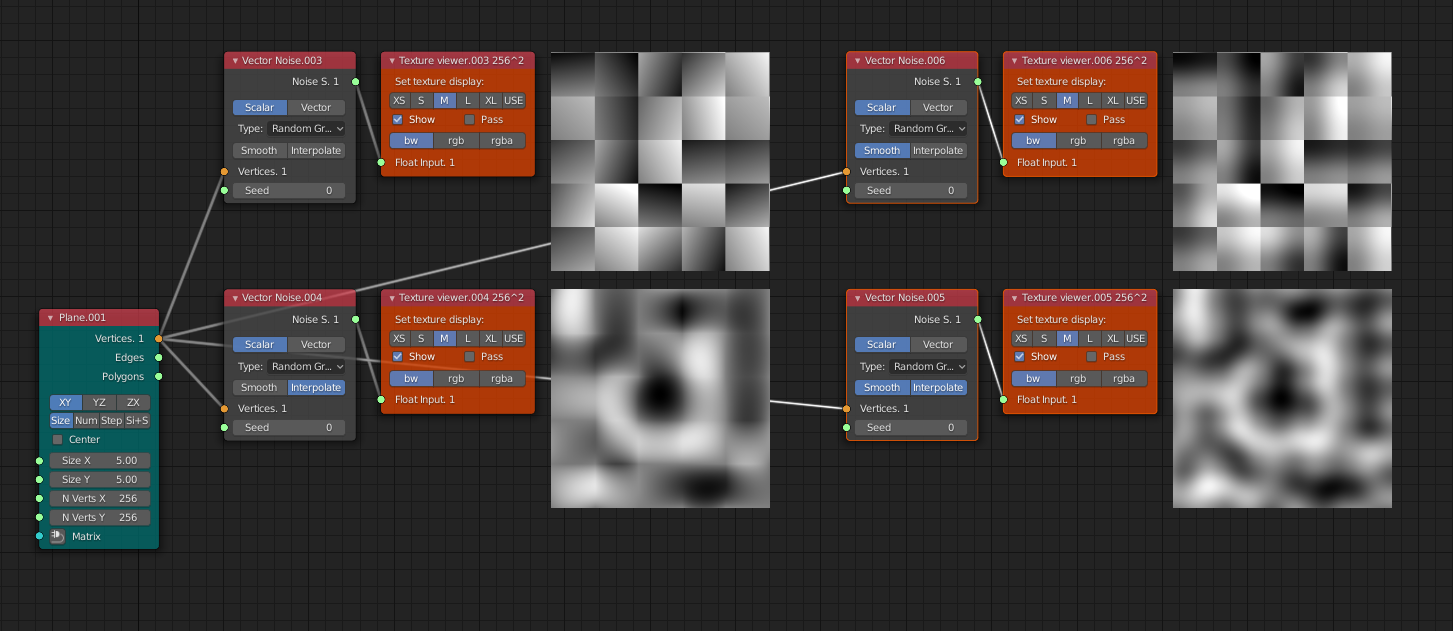 Vector Noise.003
Noise S. 1
Scalar Vector
Type: Random Gr...
Smooth Interpolate
Vertices. 1
Seed 0
Texture viewer.003 256^2
Set texture display:
XS S M L XL USE
Show Pass
bw rgb rgba
Float Input. 1
Vector Noise.006
Noise S. 1
Scalar Vector
Type: Random Gr...
Smooth Interpolate
Vertices. 1
Seed 0
Texture viewer.006 256^2
Set texture display:
XS S M L XL USE
Show Pass
bw rgb rgba
Float Input. 1
Plane.001
Vertices. 1
Edges
Polygons
XY YZ ZX
Size Num Step Si+S
Center
Size X 5.00
Size Y 5.00
N Verts X 256
N Verts Y 256
Matrix
Vector Noise.004
Noise S. 1
Scalar Vector
Type: Random Gr...
Smooth Interpolate
Vertices. 1
Seed 0
Texture viewer.004 256^2
Set texture display:
XS S M L XL USE
Show Pass
bw rgb rgba
Float Input. 1
Vector Noise.005
Noise S. 1
Scalar Vector
Type: Random Gr...
Smooth Interpolate
Vertices. 1
Seed 0
Texture viewer.005 256^2
Set texture display:
XS S M L XL USE
Show Pass
bw rgb rgba
Float Input. 1